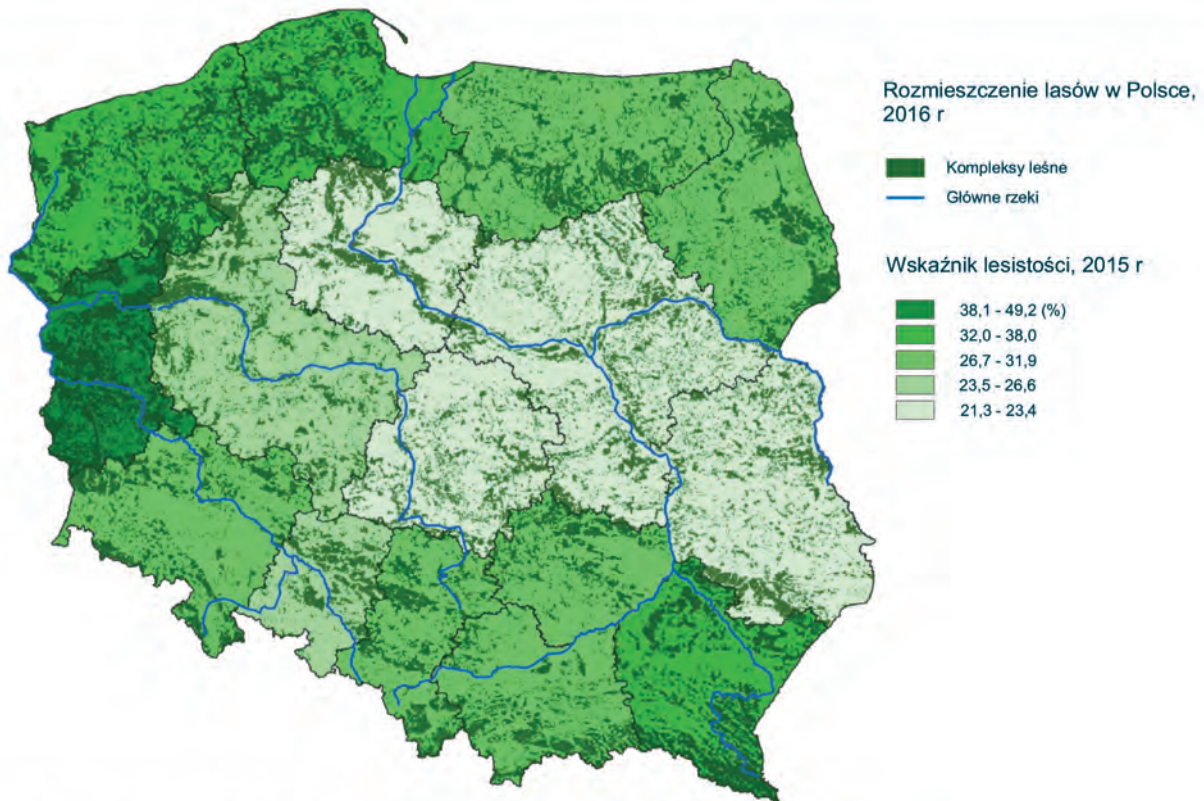 Rozmieszczenie lasów w Polsce,
2016 r
Kompleksy leśne
Główne rzeki
Wskaźnik lesistości, 2015 r
38,1 - 49,2 (%)
32,0 - 38,0
26,7 - 31,9
23,5 - 26,6
21,3 - 23,4